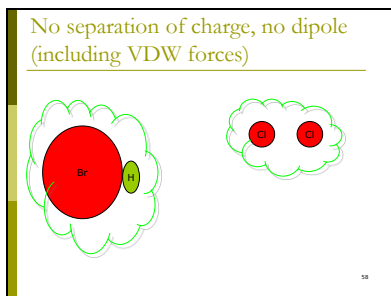 No separation of charge, no dipole
(including VDW forces)
Br
H
Cl
Cl
58